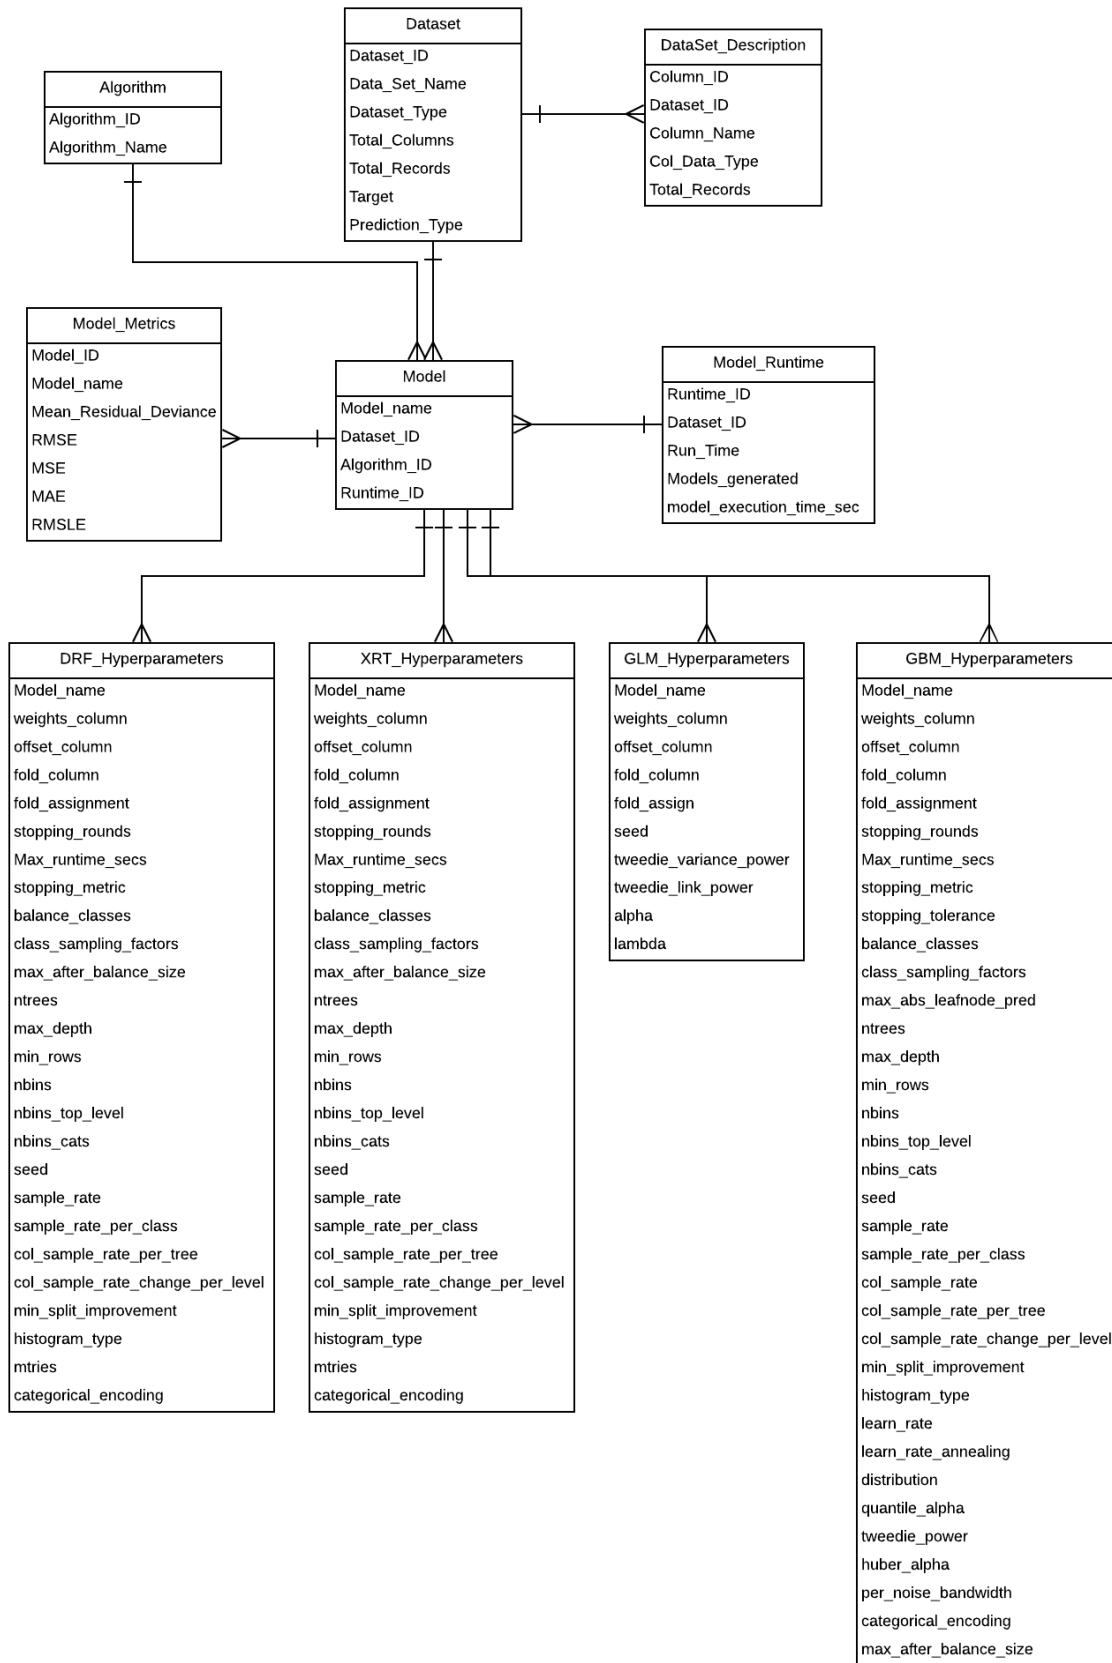 Dataset
Dataset_ID
Data_Set_Name
Dataset_Type
Total_Columns
Total_Records
Target
Prediction_Type
DataSet_Description
Column_ID
Dataset_ID
Column_Name
Col_Data_Type
Total_Records
Algorithm
Algorithm_ID
Algorithm_Name
Model_Metrics
Model_ID
Model_name
Mean_Residual_Deviance
RMSE
MSE
MAE
RMSLE
Model
Model_name
Dataset_ID
Algorithm_ID
Runtime_ID
Model_Runtime
Runtime_ID
Dataset_ID
Run_Time
Models_generated
model_execution_time_sec
DRF_Hyperparameters
Model_name
weights_column
offset_column
fold_column
fold_assignment
stopping_rounds
Max_runtime_secs
stopping_metric
balance_classes
class_sampling_factors
max_after_balance_size
ntrees
max_depth
min_rows
nbins
nbins_top_level
nbins_cats
seed
sample_rate
sample_rate_per_class
col_sample_rate_per_tree
col_sample_rate_change_per_level
min_split_improvement
histogram_type
mtries
categorical_encoding
XRT_Hyperparameters
Model_name
weights_column
offset_column
fold_column
fold_assignment
stopping_rounds
Max_runtime_secs
stopping_metric
balance_classes
class_sampling_factors
max_after_balance_size
ntrees
max_depth
min_rows
nbins
nbins_top_level
nbins_cats
seed
sample_rate
sample_rate_per_class
col_sample_rate_per_tree
col_sample_rate_change_per_level
min_split_improvement
histogram_type
mtries
categorical_encoding
GLM_Hyperparameters
Model_name
weights_column
offset_column
fold_column
fold_assign
seed
tweedie_variance_power
tweedie_link_power
alpha
lambda
GBM_Hyperparameters
Model_name
weights_column
offset_column
fold_column
fold_assignment
stopping_rounds
Max_runtime_secs
stopping_metric
stopping_tolerance
balance_classes
class_sampling_factors
max_abs_leafnode_pred
ntrees
max_depth
min_rows
nbins
nbins_top_level
nbins_cats
seed
sample_rate
sample_rate_per_class
col_sample_rate
col_sample_rate_per_tree
col_sample_rate_change_per_level
min_split_improvement
histogram_type
learn_rate
learn_rate_annealing
distribution
quantile_alpha
tweedie_power
huber_alpha
per_noise_bandwidth
categorical_encoding
max_after_balance_size